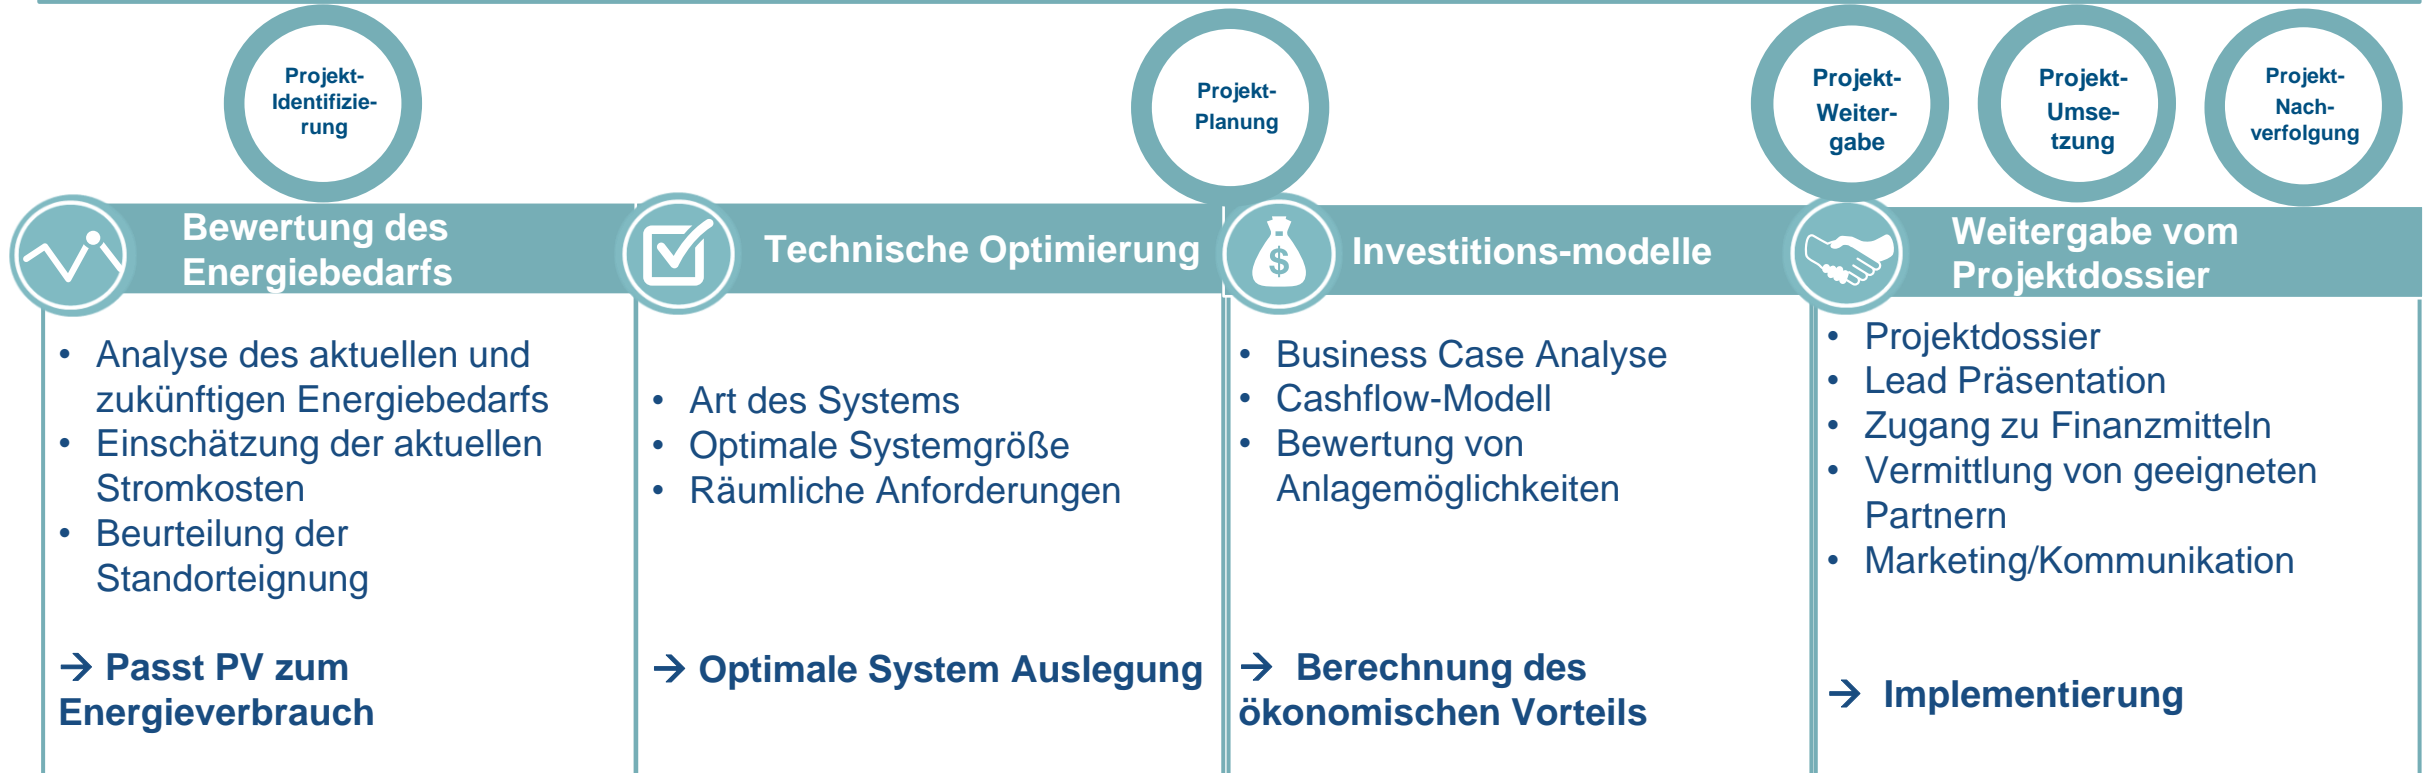 Projekt-
Identifizie-
rung
Projekt-
Planung
Projekt-
Weiter-
gabe
Projekt-
Umse-
tzung
Projekt-
Nach-
verfolgung
Bewertung des
Energiebedarfs
Technische Optimierung
$
Investitions-modelle
Weitergabe vom
Projektdossier
• Analyse des aktuellen und
zukünftigen Energiebedarfs
• Einschätzung der aktuellen
Stromkosten
• Beurteilung der
Standorteignung
→ Passt PV zum
Energieverbrauch
• Art des Systems
• Optimale Systemgröße
• Räumliche Anforderungen
→ Optimale System Auslegung
• Business Case Analyse
• Cashflow-Modell
• Bewertung von
Anlagemöglichkeiten
→ Berechnung des
ökonomischen Vorteils
• Projektdossier
• Lead Präsentation
• Zugang zu Finanzmitteln
• Vermittlung von geeigneten
Partnern
• Marketing/Kommunikation
→ Implementierung